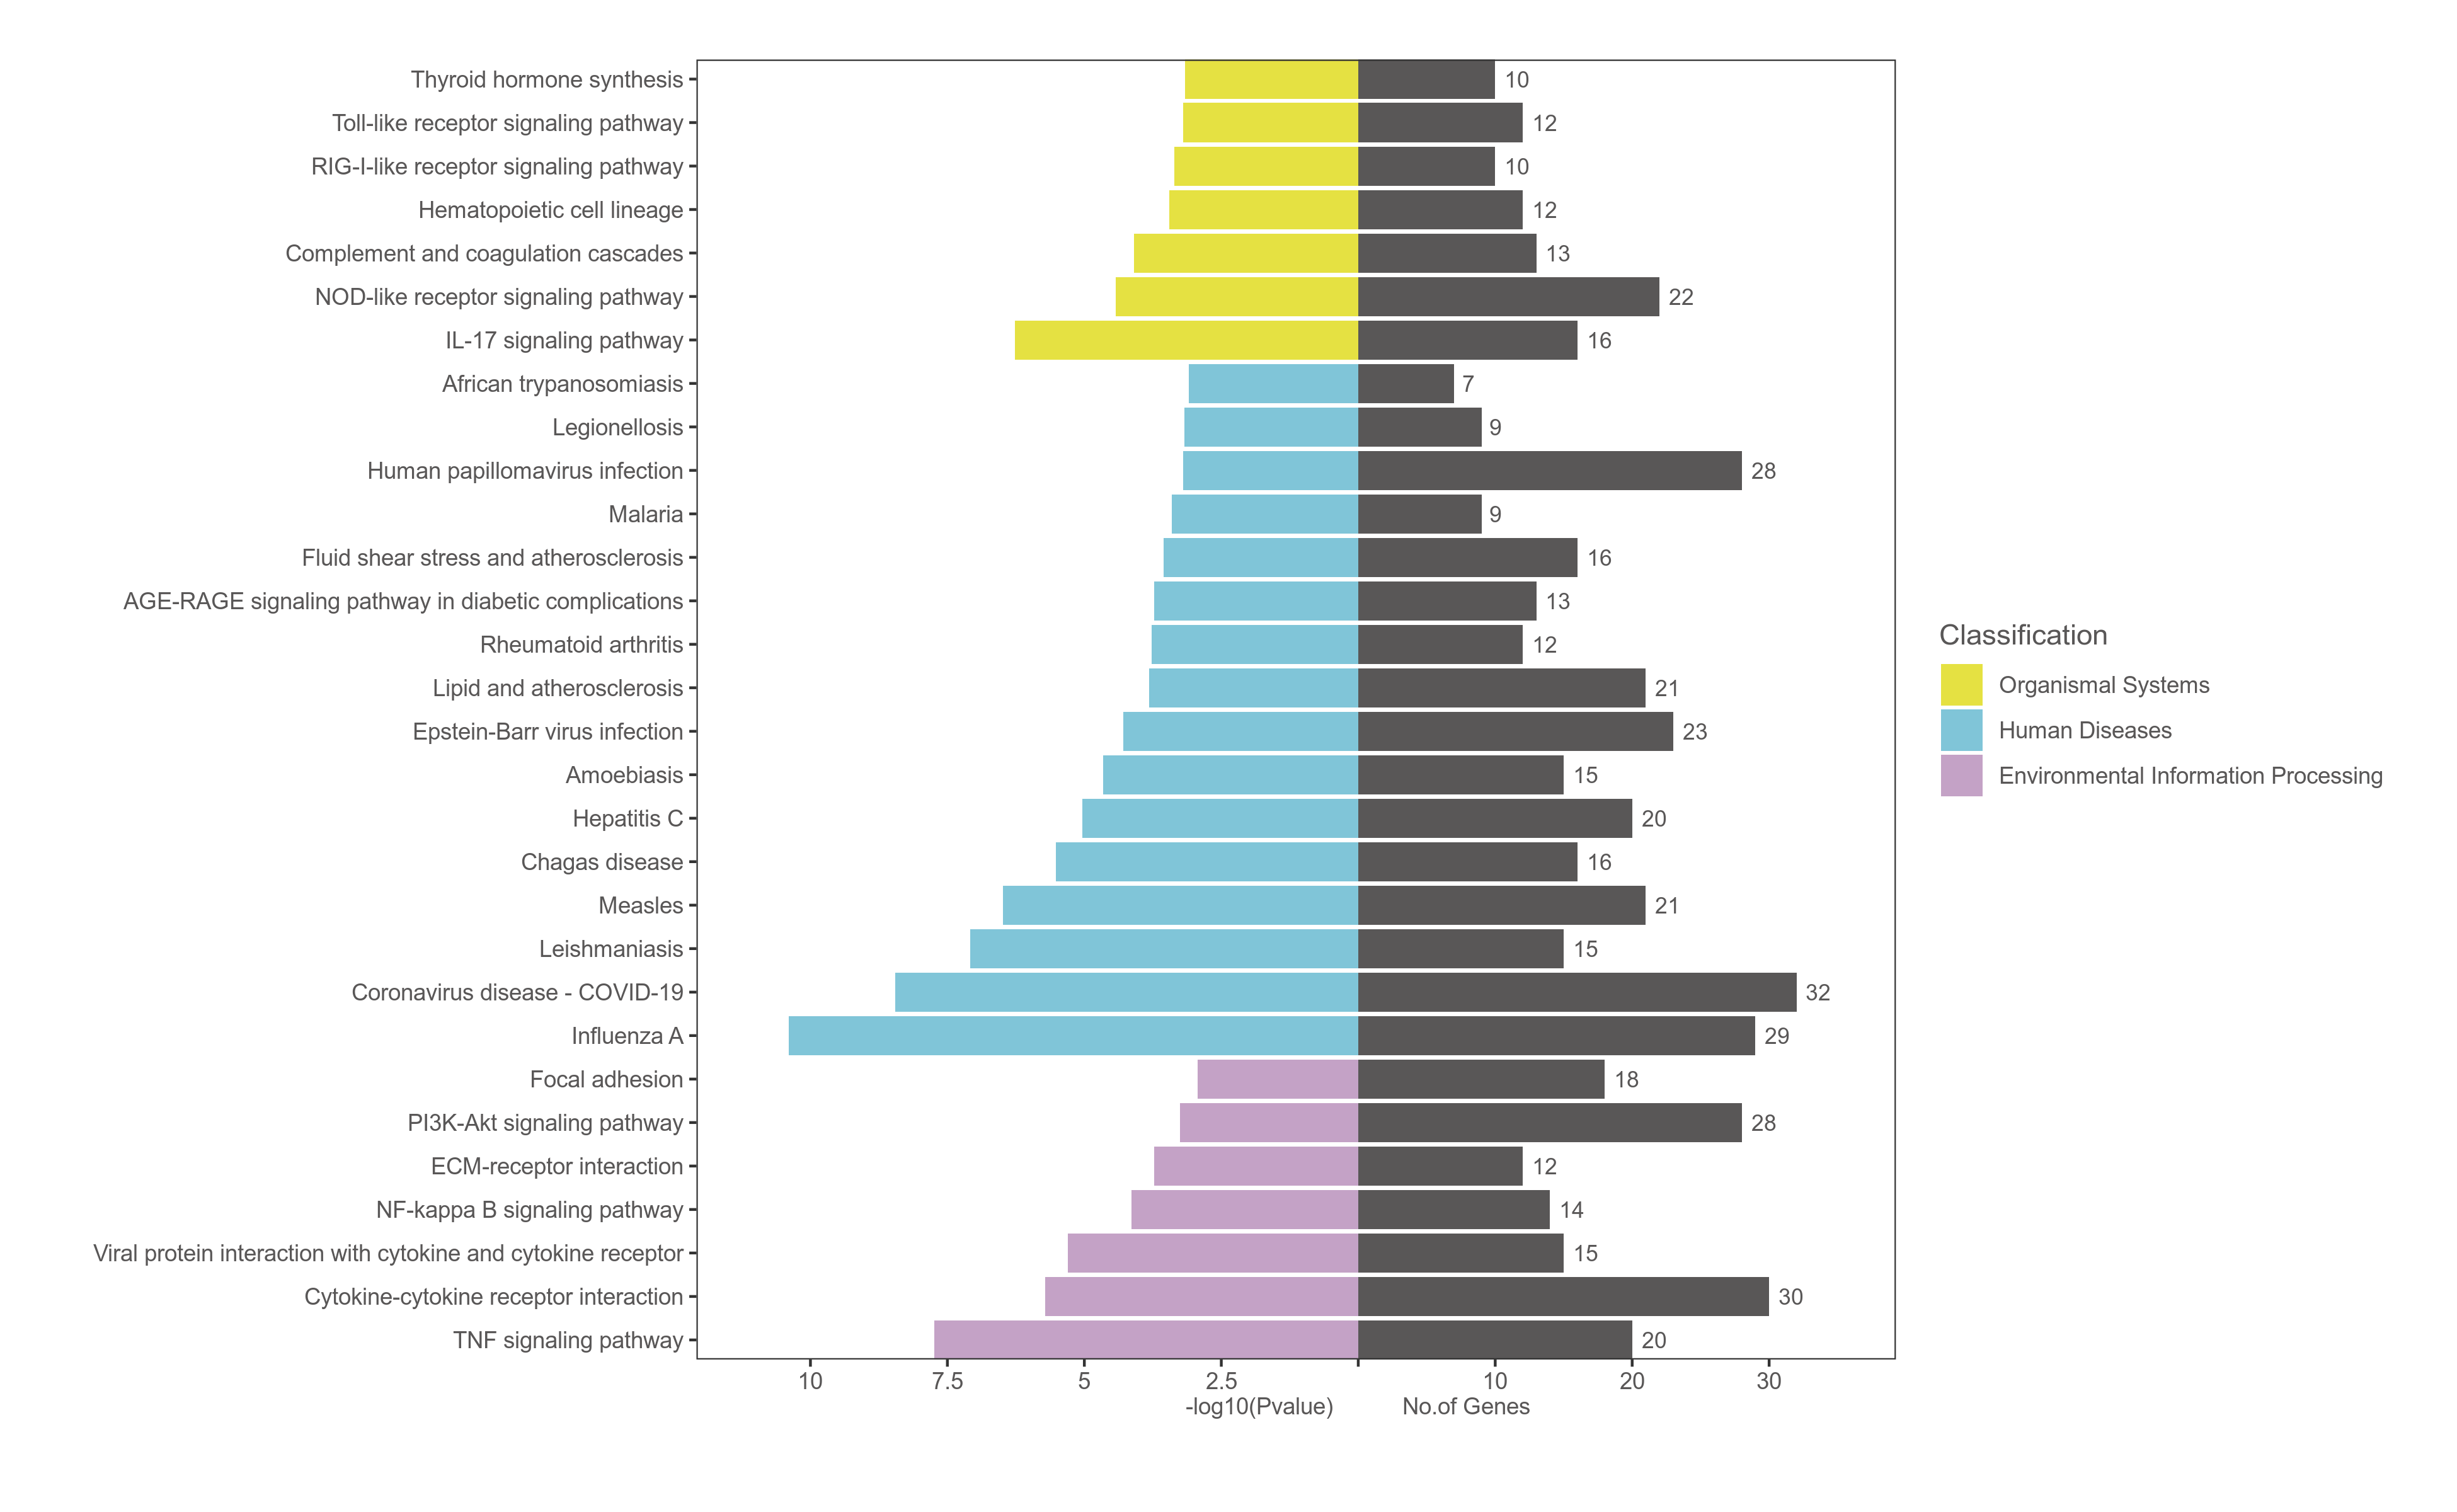 Thyroid hormone synthesis 10
Toll-like receptor signaling pathway 12
RIG-I-like receptor signaling pathway 10
Hematopoietic cell lineage 12
Complement and coagulation cascades 13
NOD-like receptor signaling pathway 22
IL-17 signaling pathway 16
African trypanosomiasis 7
Legionellosis 9
Human papillomavirus infection 28
Malaria 9
Fluid shear stress and atherosclerosis 16
AGE-RAGE signaling pathway in diabetic complications 13
Rheumatoid arthritis 12
Lipid and atherosclerosis 21
Epstein-Barr virus infection 23
Amoebiasis 15
Hepatitis C 20
Chagas disease 16
Measles 21
Leishmaniasis 15
Coronavirus disease - COVID-19 32
Influenza A 29
Focal adhesion 18
PI3K-Akt signaling pathway 28
ECM-receptor interaction 12
NF-kappa B signaling pathway 14
Viral protein interaction with cytokine and cytokine receptor 15
Cytokine-cytokine receptor interaction 30
TNF signaling pathway 20
10 7.5 5 2.5 10 20 30
-log10(Pvalue) No.of Genes
Classification
Organismal Systems
Human Diseases
Environmental Information Processing